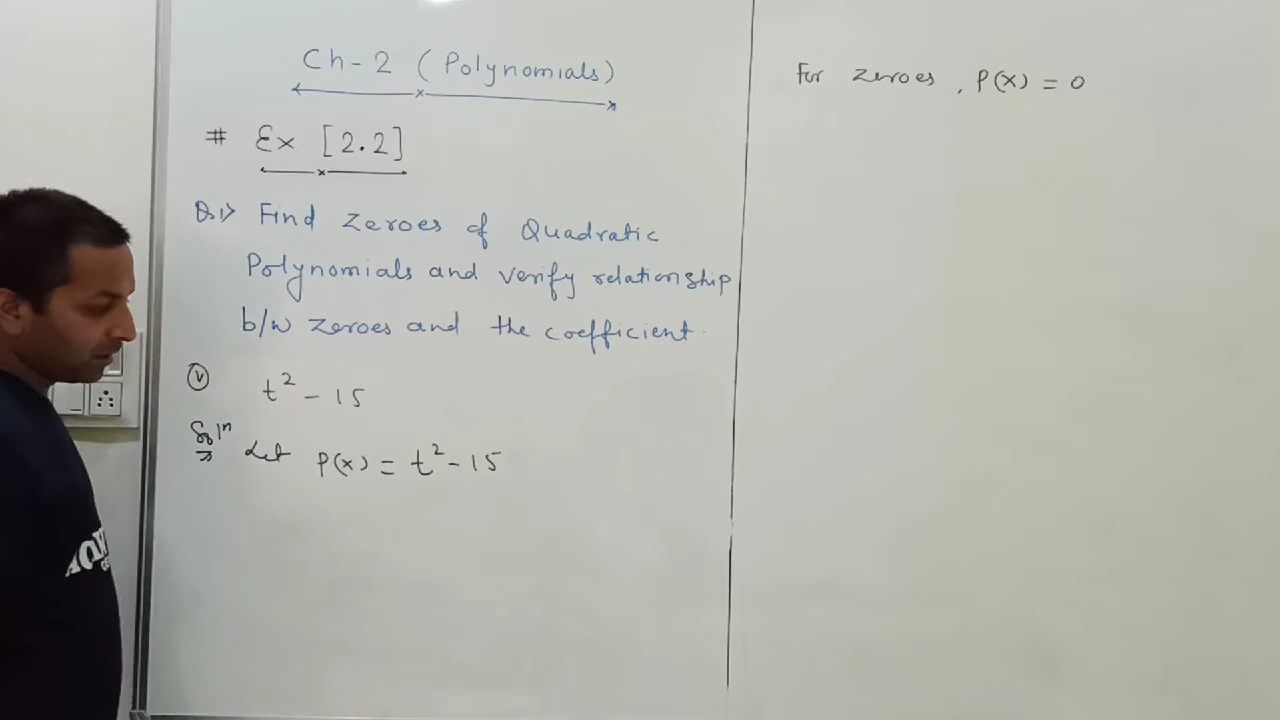 Ch-2 (Polynomials)
# Ex [2.2]
Q.1> Find Zeroes of Quadratic
Polynomials and verify relationship
b/w zeroes and the coefficient.
(v) t² - 15
Solⁿ Let P(x) = t² - 15
For zeroes, P(x) = 0